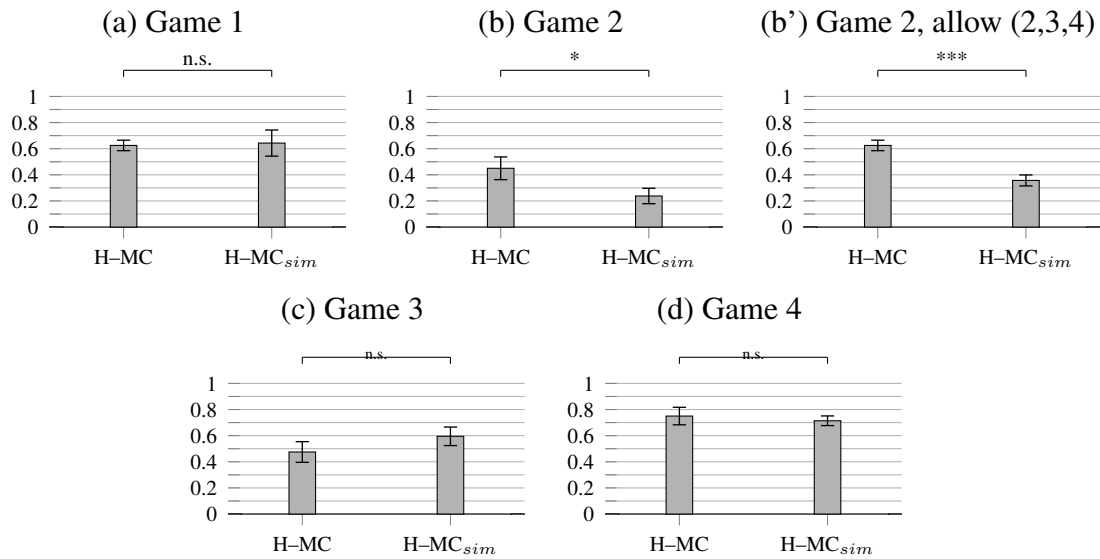 (a) Game 1
n.s.
1
0.8
0.6
0.4
0.2
0
H–MC H–MC_sim
(b) Game 2
*
1
0.8
0.6
0.4
0.2
0
H–MC H–MC_sim
(b’) Game 2, allow (2,3,4)
***
1
0.8
0.6
0.4
0.2
0
H–MC H–MC_sim
(c) Game 3
n.s.
1
0.8
0.6
0.4
0.2
0
H–MC H–MC_sim
(d) Game 4
n.s.
1
0.8
0.6
0.4
0.2
0
H–MC H–MC_sim